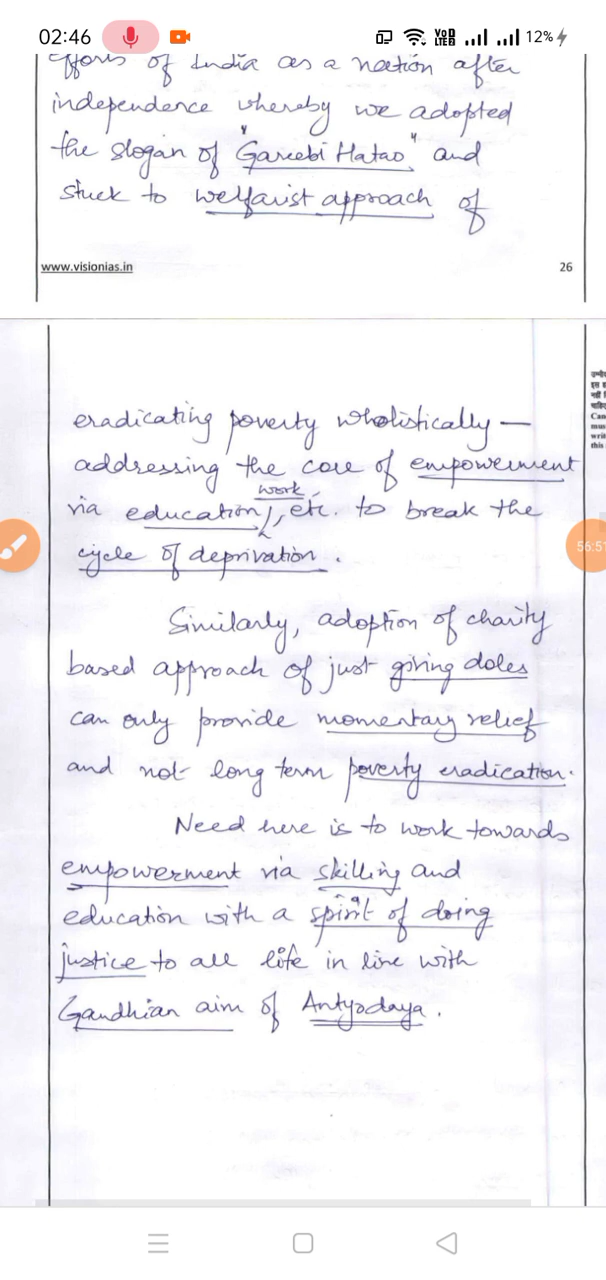 02:46
VoD LTE2
12%
efforts of India as a nation after
independence whereby we adopted
the slogan of "Gareebi Hatao" and
stuck to welfarist approach of
www.visionias.in
26
eradicating poverty wholistically —
addressing the core of empowerment
via education, work, etc. to break the
cycle of deprivation.
Similarly, adoption of charity
based approach of just giving doles
can only provide momentary relief
and not long term poverty eradication.
Need here is to work towards
empowerment via skilling and
education with a spirit of doing
justice to all life in line with
Gandhian aim of Antyodaya.
56:5